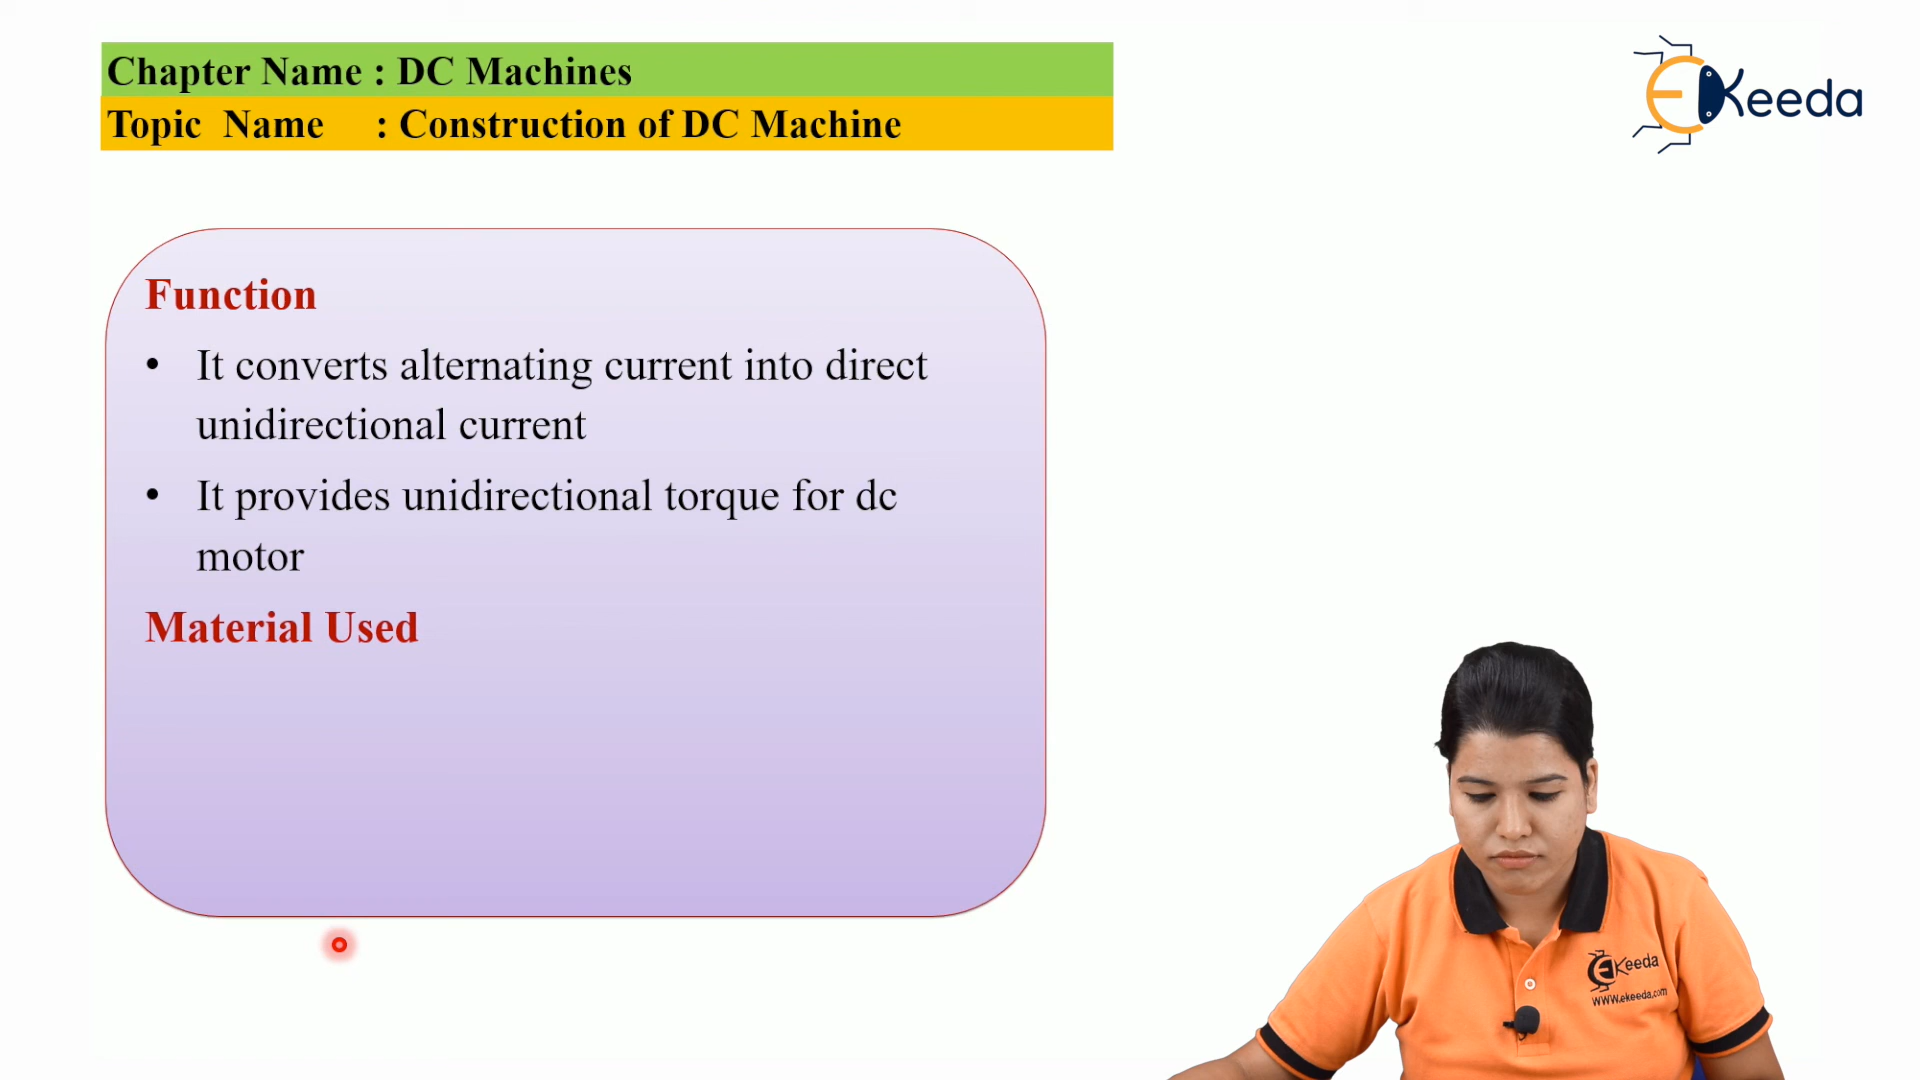 Chapter Name : DC Machines
Topic Name : Construction of DC Machine
EKeeda
Function
• It converts alternating current into direct
unidirectional current
• It provides unidirectional torque for dc
motor
Material Used
EKeeda
www.ekeeda.com